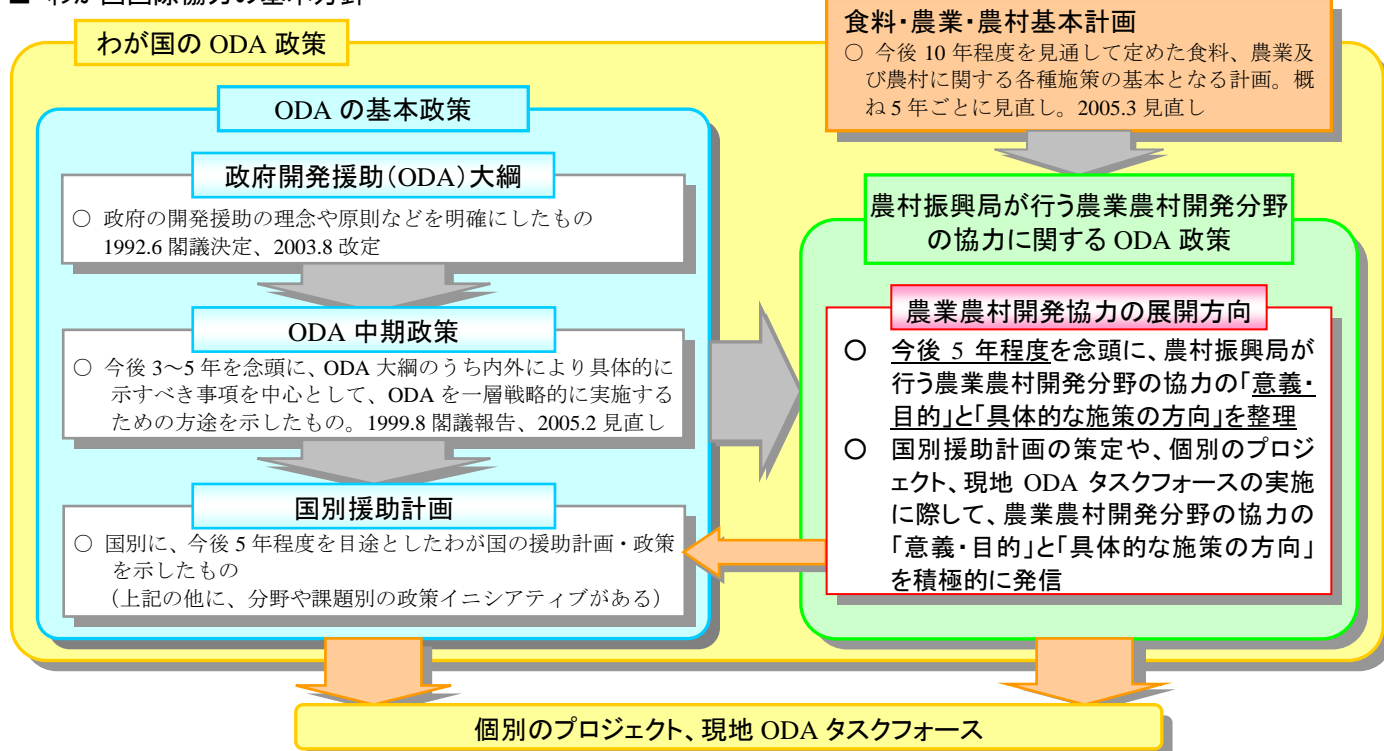 わが国国際協力の基本方針
わが国の ODA 政策
ODA の基本政策
政府開発援助(ODA)大綱
○ 政府の開発援助の理念や原則などを明確にしたもの
1992.6 閣議決定、2003.8 改定
ODA 中期政策
○ 今後 3~5 年を念頭に、ODA 大綱のうち内外により具体的に
示すべき事項を中心として、ODA を一層戦略的に実施する
ための方途を示したもの。1999.8 閣議報告、2005.2 見直し
国別援助計画
○ 国別に、今後 5 年程度を目途としたわが国の援助計画・政策
を示したもの
(上記の他に、分野や課題別の政策イニシアティブがある)
食料・農業・農村基本計画
○ 今後 10 年程度を見通して定めた食料、農業及
び農村に関する各種施策の基本となる計画。概
ね 5 年ごとに見直し。2005.3 見直し
農村振興局が行う農業農村開発分野
の協力に関する ODA 政策
農業農村開発協力の展開方向
○ 今後 5 年程度を念頭に、農村振興局が
行う農業農村開発分野の協力の「意義・
目的」と「具体的な施策の方向」を整理
○ 国別援助計画の策定や、個別のプロジ
ェクト、現地 ODA タスクフォースの実施
に際して、農業農村開発分野の協力の
「意義・目的」と「具体的な施策の方向」
を積極的に発信
個別のプロジェクト、現地 ODA タスクフォース